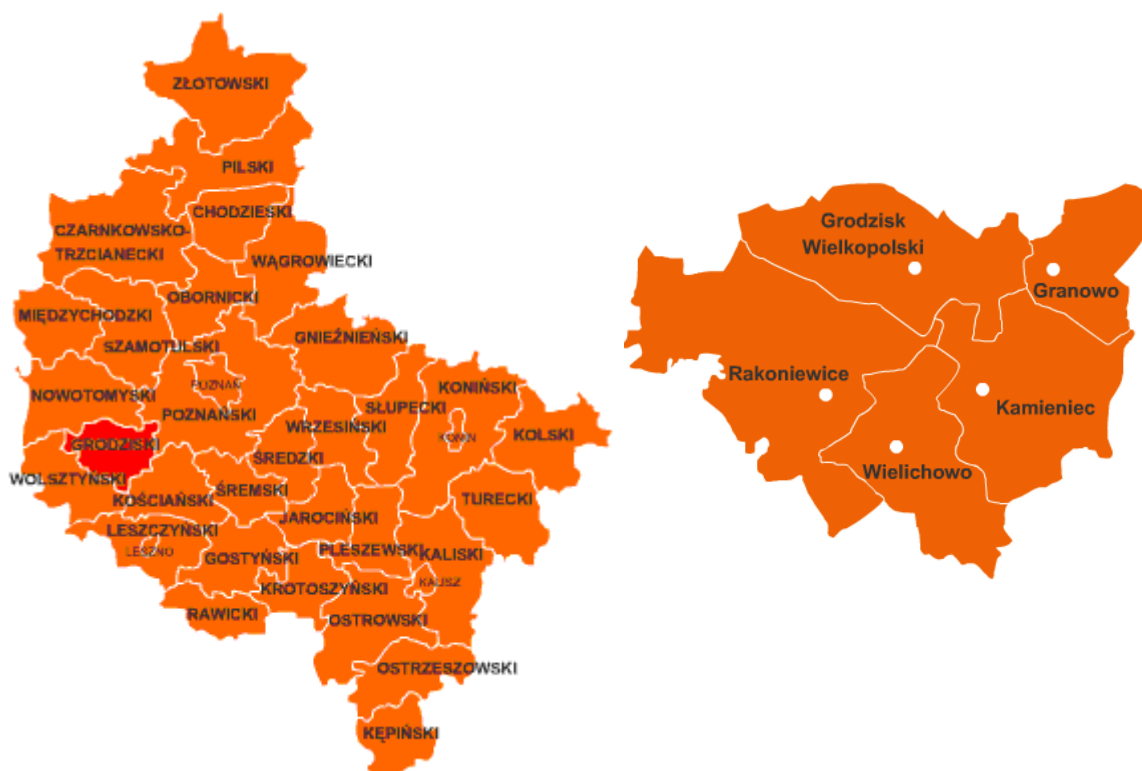 ZŁOTOWSKI
PILSKI
CHODZIESKI
CZARNKOWSKO-
TRZCIANECKI
WĄGROWIECKI
OBORNICKI
MIĘDZYCHODZKI
GNIEŹNIEŃSKI
SZAMOTULSKI
POZNAŃ
KONIŃSKI
NOWOTOMYSKI
SŁUPECKI
POZNAŃSKI
WRZESIŃSKI
KONIN
KOLSKI
GRODZISKI
ŚREDZKI
WOLSZTYŃSKI
ŚREMSKI
KOŚCIAŃSKI
TURECKI
JAROCIŃSKI
LESZCZYŃSKI
LESZNO
PLESZEWSKI
KALISKI
GOSTYŃSKI
KALISZ
KROTOSZYŃSKI
RAWICKI
OSTROWSKI
OSTRZESZOWSKI
KĘPIŃSKI
Grodzisk
Wielkopolski
Granowo
Rakoniewice
Kamieniec
Wielichowo